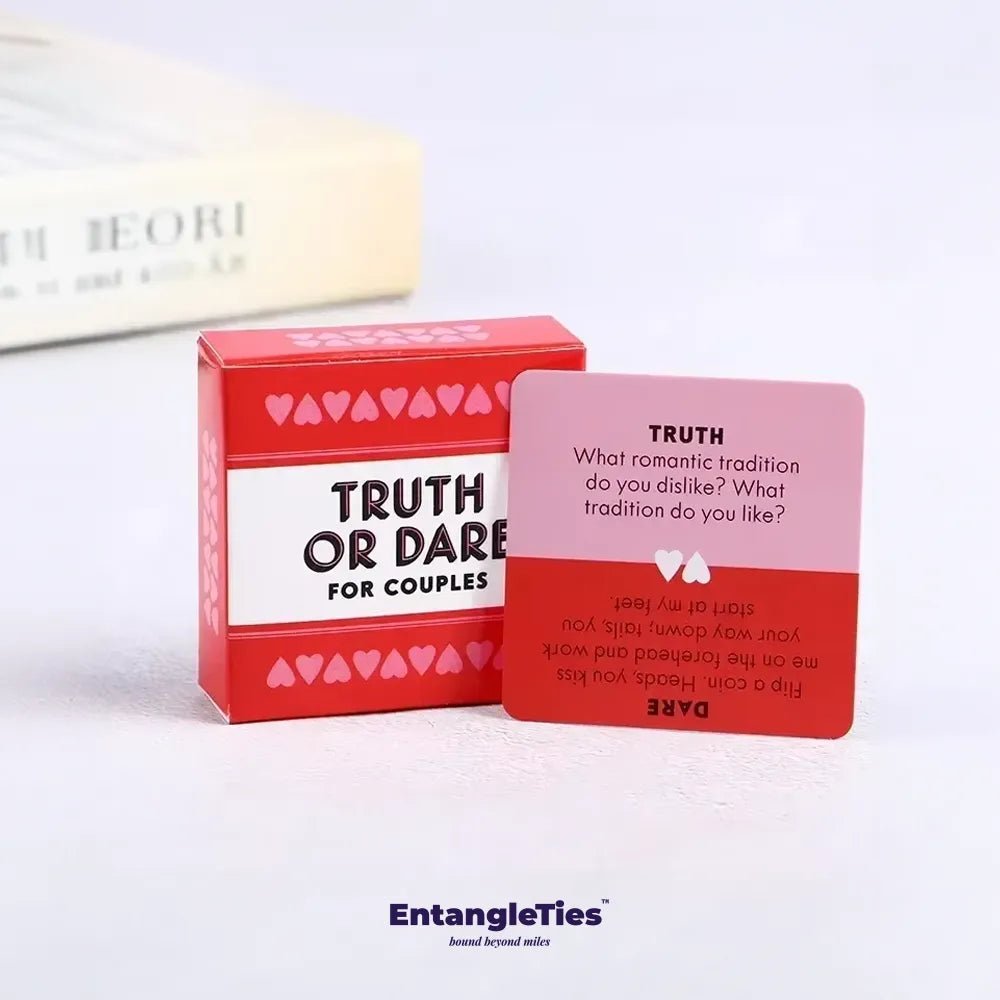 TRUTH
OR DARE
FOR COUPLES
TRUTH
What romantic tradition
do you dislike? What
tradition do you like?
DARE
Flip a coin. Heads, you kiss
me on the forehead and work
your way down; tails, you
start at my feet.
EntangleTies™
bound beyond miles